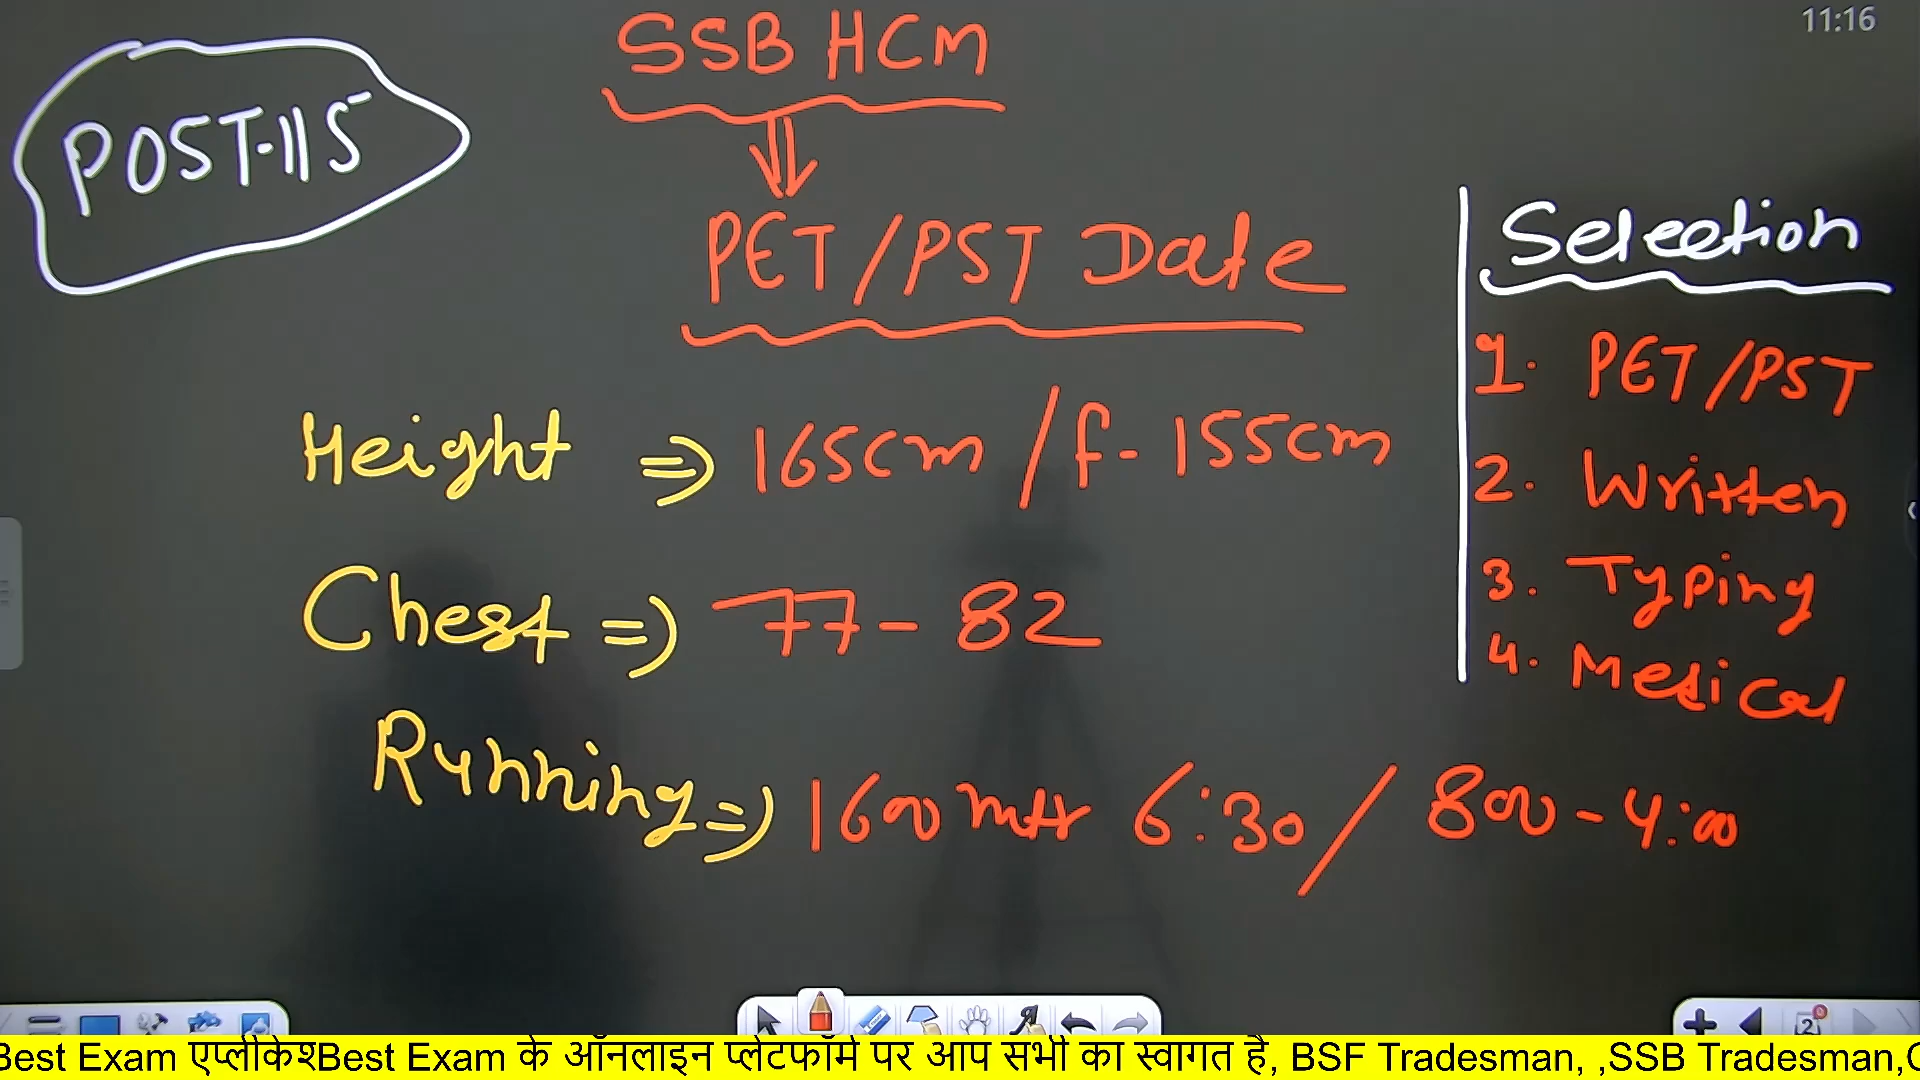 11:16
SSB HCM
POST-115
PET/PST Date
Selection
1. PET/PST
Height ⇒ 165cm / f- 155cm
2. Written
Chest ⇒ 77-82
3. Typing
4. Medical
Running ⇒ 1600 mtr 6:30 / 800-4:00
2
Best Exam एप्लीकेशBest Exam के ऑनलाइन प्लेटफॉर्म पर आप सभी का स्वागत है, BSF Tradesman, ,SSB Tradesman,C